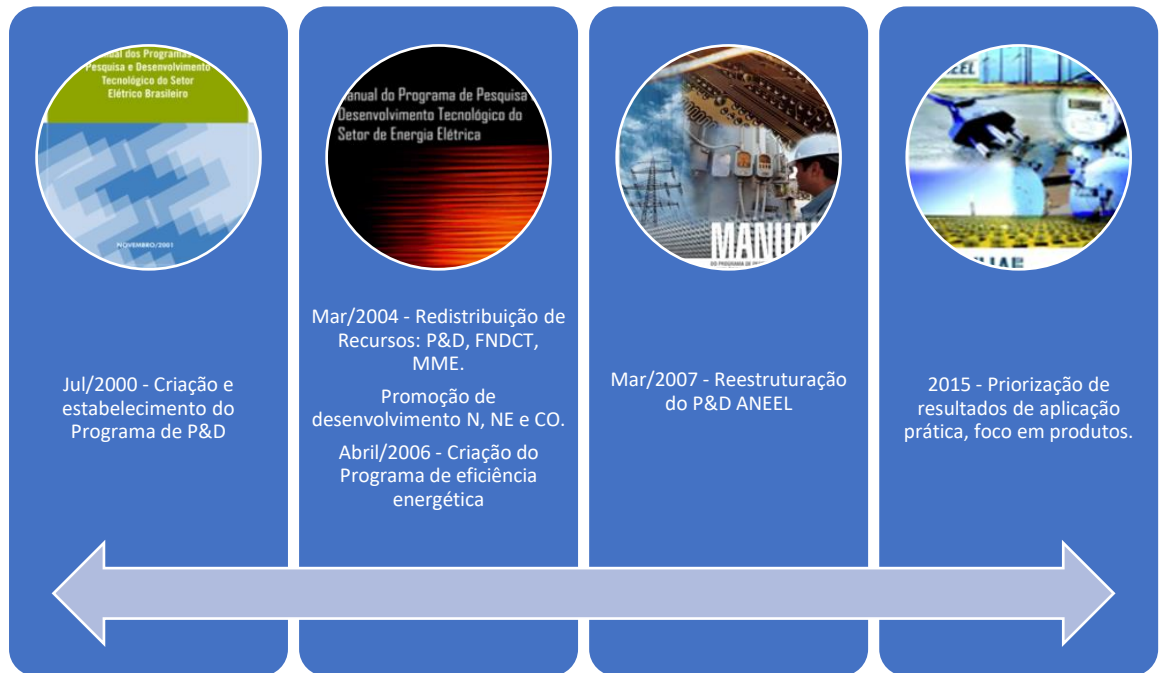 Pesquisa e Desenvolvimento
Tecnológico do Setor
Elétrico Brasileiro
NOVEMBRO/2001
Jul/2000 - Criação e
estabelecimento do
Programa de P&D
Programa de Pesquisa
Desenvolvimento Tecnológico do
Setor de Energia Elétrica
Mar/2004 - Redistribuição de
Recursos: P&D, FNDCT,
MME.
Promoção de
desenvolvimento N, NE e CO.
Abril/2006 - Criação do
Programa de eficiência
energética
MANUAL
DO PROGRAMA DE
Mar/2007 - Reestruturação
do P&D ANEEL
2015 - Priorização de
resultados de aplicação
prática, foco em produtos.